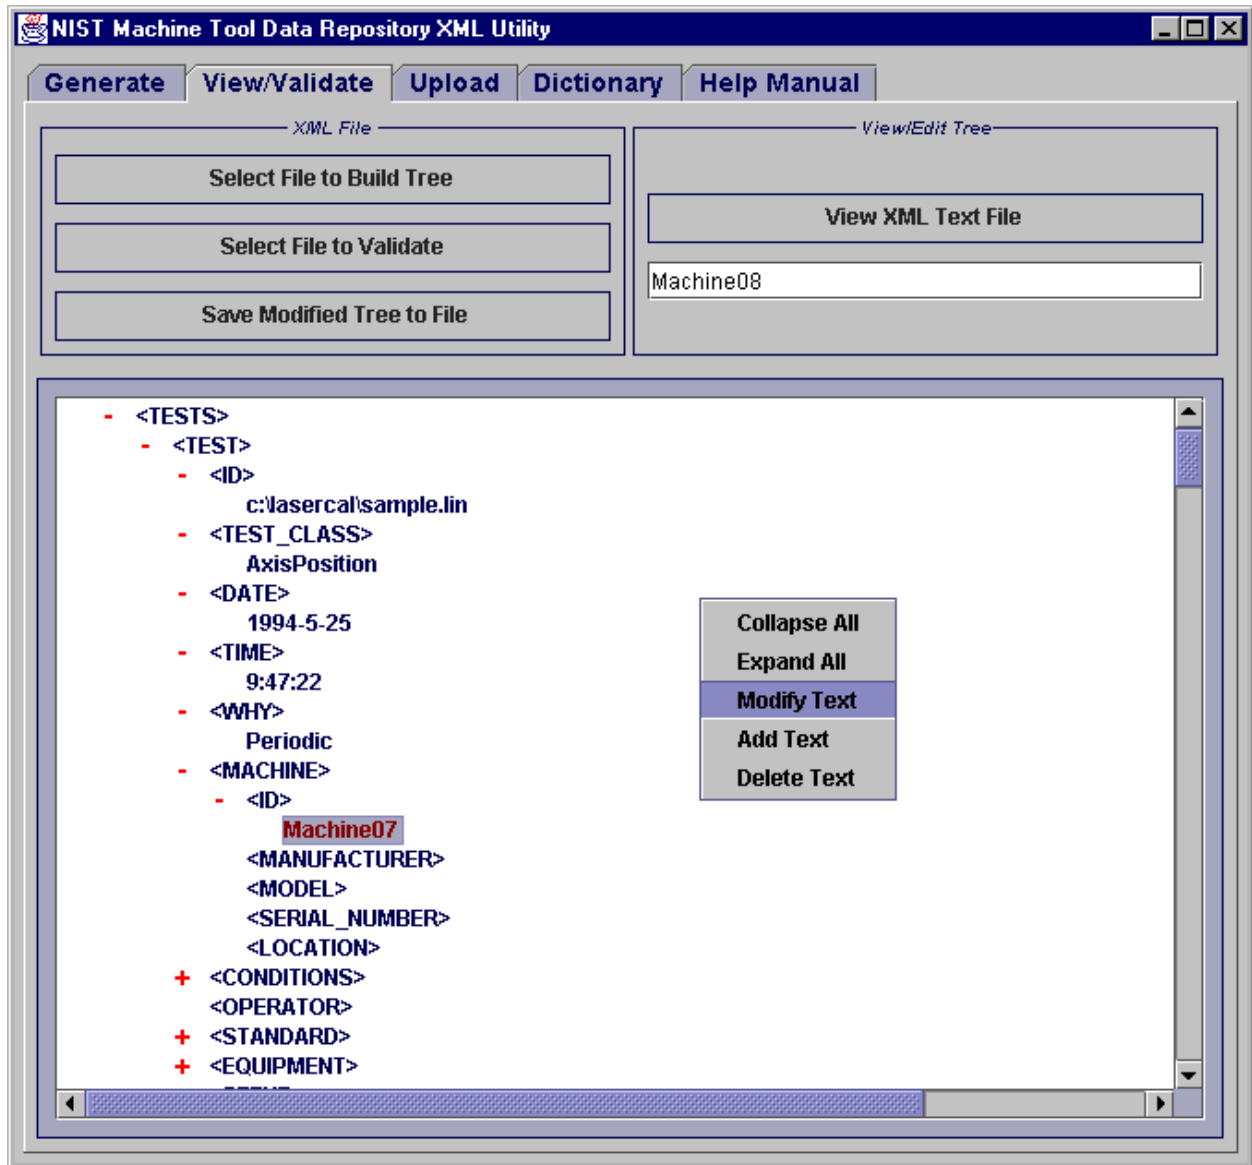 NIST Machine Tool Data Repository XML Utility
Generate View/Validate Upload Dictionary Help Manual
XML File
Select File to Build Tree
Select File to Validate
Save Modified Tree to File
View/Edit Tree
View XML Text File
Machine08
- <TESTS>
- <TEST>
- <ID>
c:\lasercal\sample.lin
- <TEST_CLASS>
AxisPosition
- <DATE>
1994-5-25
- <TIME>
9:47:22
- <WHY>
Periodic
- <MACHINE>
- <ID>
Machine07
<MANUFACTURER>
<MODEL>
<SERIAL_NUMBER>
<LOCATION>
+ <CONDITIONS>
<OPERATOR>
+ <STANDARD>
+ <EQUIPMENT>
Collapse All
Expand All
Modify Text
Add Text
Delete Text